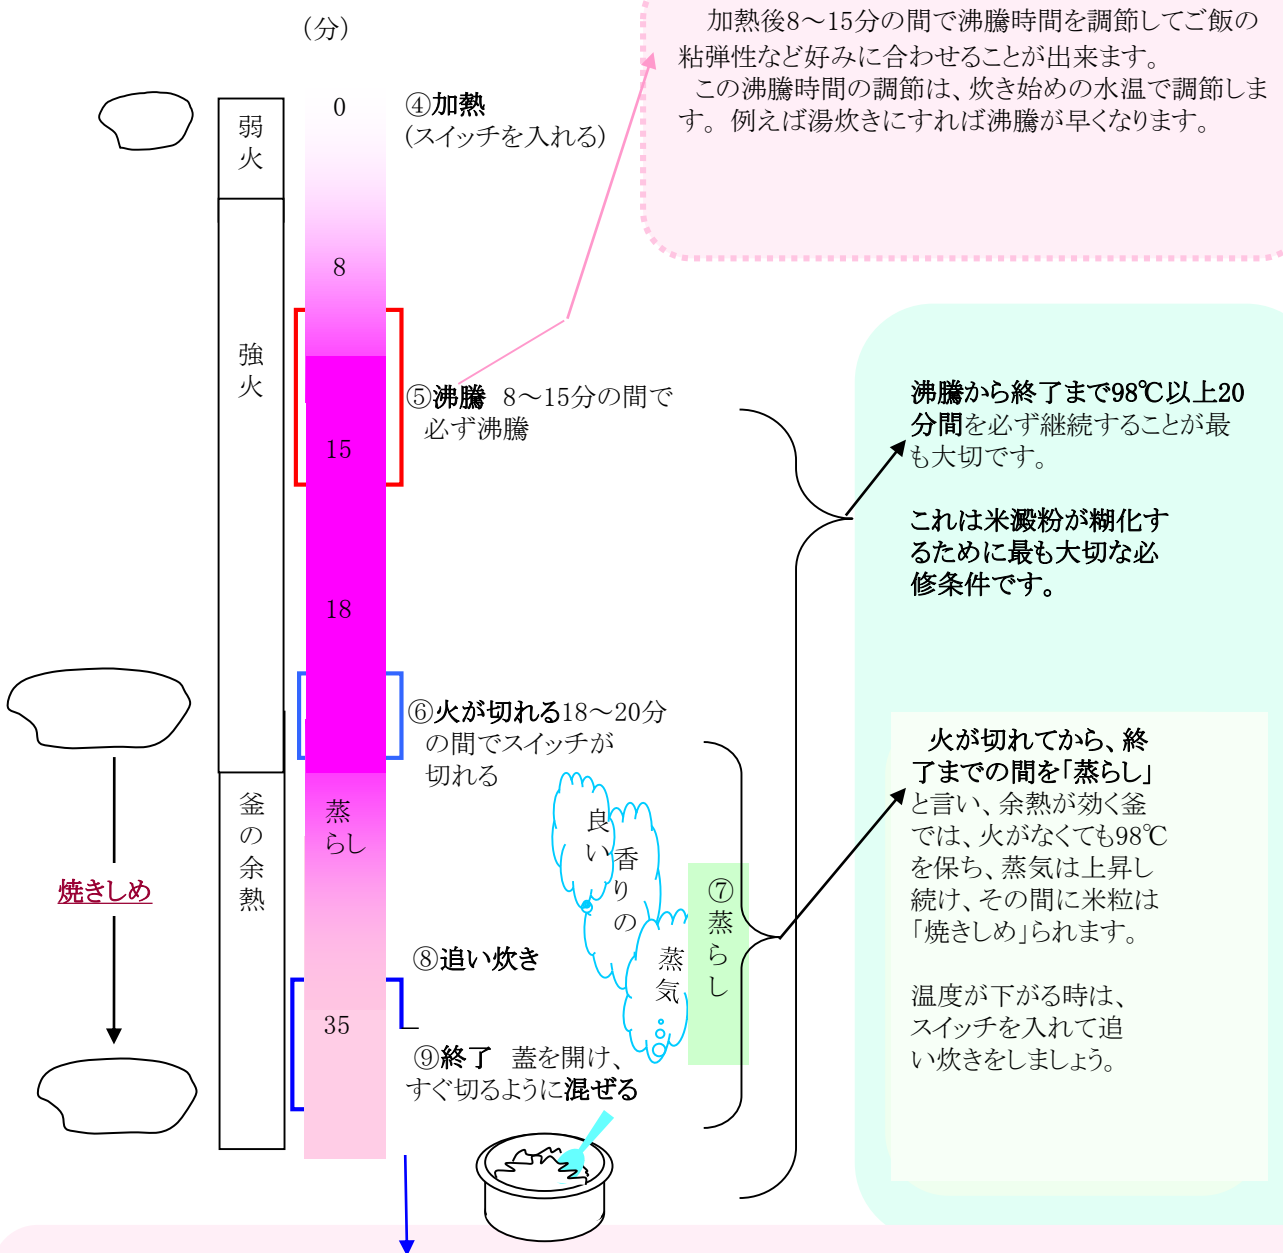 （分）
加熱後8～15分の間で沸騰時間を調節してご飯の
粘弾性など好みに合わせることが出来ます。
この沸騰時間の調節は、炊き始めの水温で調節しま
す。例えば湯炊きにすれば沸騰が早くなります。
弱火
0
④加熱
(スイッチを入れる)
8
強火
⑤沸騰 8～15分の間で
必ず沸騰
15
沸騰から終了まで98℃以上20
分間を必ず継続することが最
も大切です。
これは米澱粉が糊化す
るために最も大切な必
修条件です。
18
⑥火が切れる18～20分
の間でスイッチが
切れる
火が切れてから、終
了までの間を「蒸らし」
と言い、余熱が効く釜
では、火がなくても98℃
を保ち、蒸気は上昇し
続け、その間に米粒は
「焼きしめ」られます。
温度が下がる時は、
スイッチを入れて追
い炊きをしましょう。
釜の余熱
蒸
らし
良い
香りの
蒸気
⑦蒸らし
焼きしめ
⑧追い炊き
35
⑨終了 蓋を開け、
すぐ切るように混ぜる